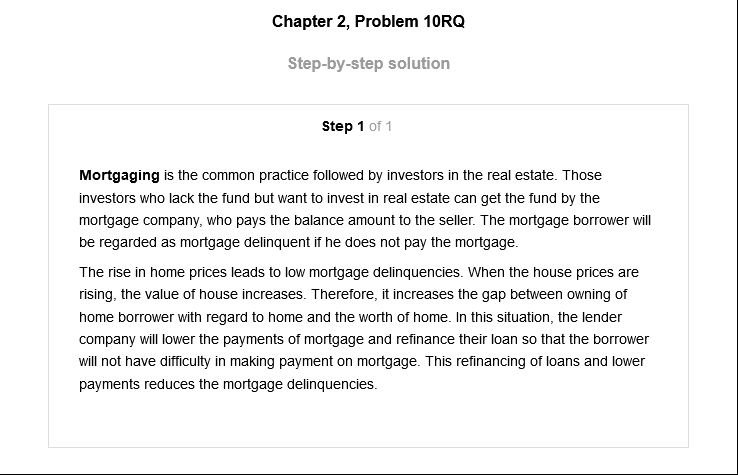 Chapter 2, Problem 10RQ
Step-by-step solution
Step 1 of 1
Mortgaging is the common practice followed by investors in the real estate. Those
investors who lack the fund but want to invest in real estate can get the fund by the
mortgage company, who pays the balance amount to the seller. The mortgage borrower will
be regarded as mortgage delinquent if he does not pay the mortgage.
The rise in home prices leads to low mortgage delinquencies. When the house prices are
rising, the value of house increases. Therefore, it increases the gap between owning of
home borrower with regard to home and the worth of home. In this situation, the lender
company will lower the payments of mortgage and refinance their loan so that the borrower
will not have difficulty in making payment on mortgage. This refinancing of loans and lower
payments reduces the mortgage delinquencies.